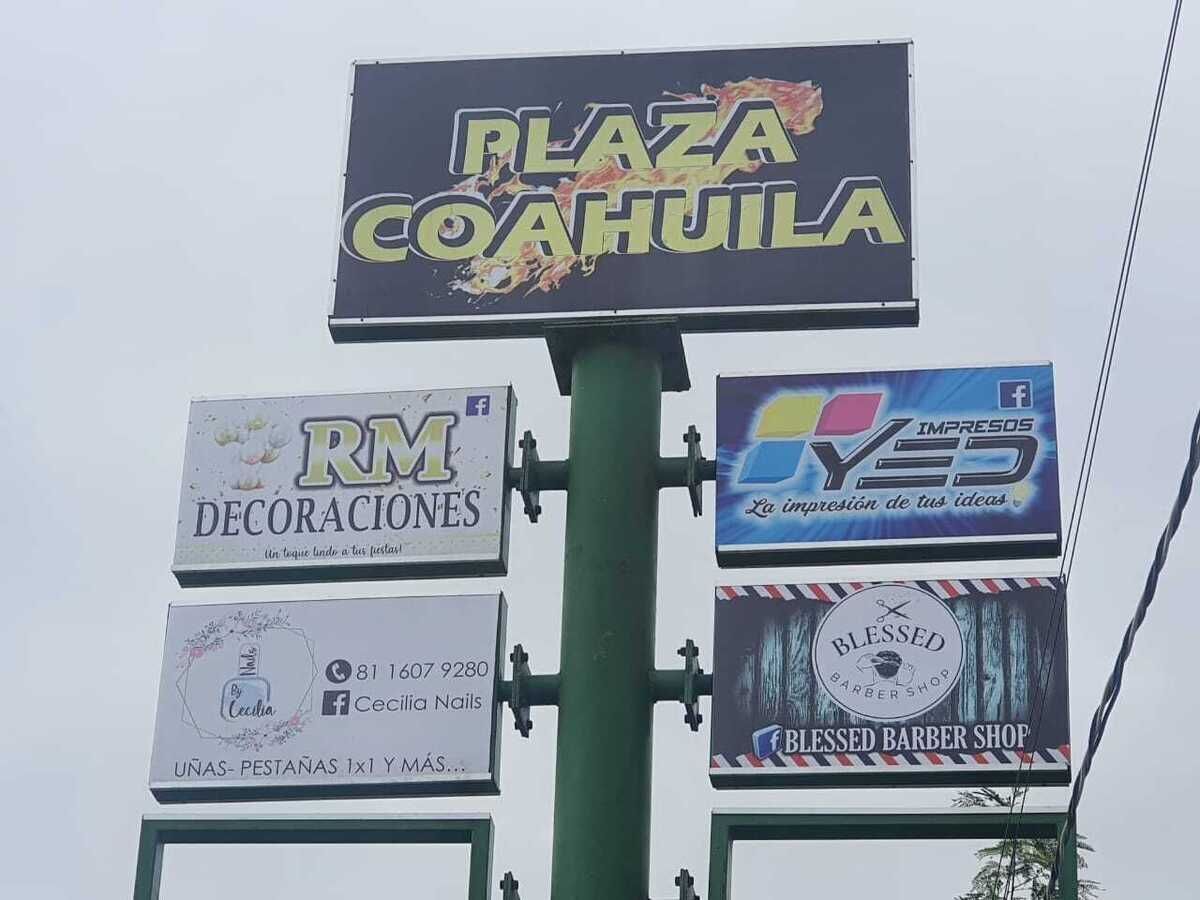 PLAZA
COAHUILA
RM
DECORACIONES
Un toque lindo a tus fiestas!
IMPRESOS
YED
La impresión de tus ideas
Nails
By
Cecilia
81 1607 9280
Cecilia Nails
UÑAS- PESTAÑAS 1x1 Y MÁS...
BLESSED
BARBER SHOP
BLESSED BARBER SHOP